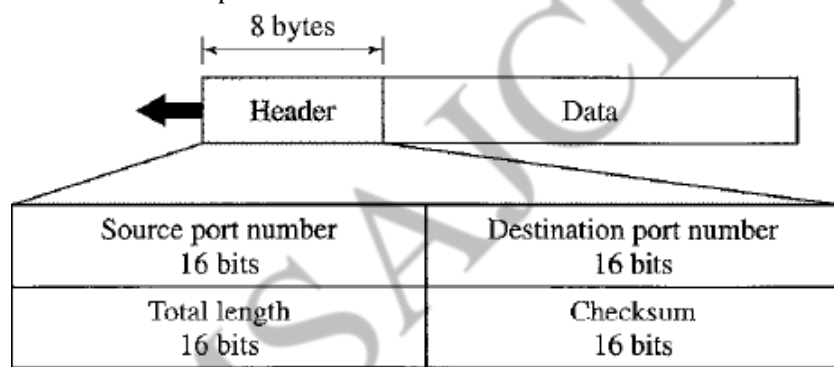 8 bytes
Header
Data
Source port number
16 bits
Destination port number
16 bits
Total length
16 bits
Checksum
16 bits
MSAJCE